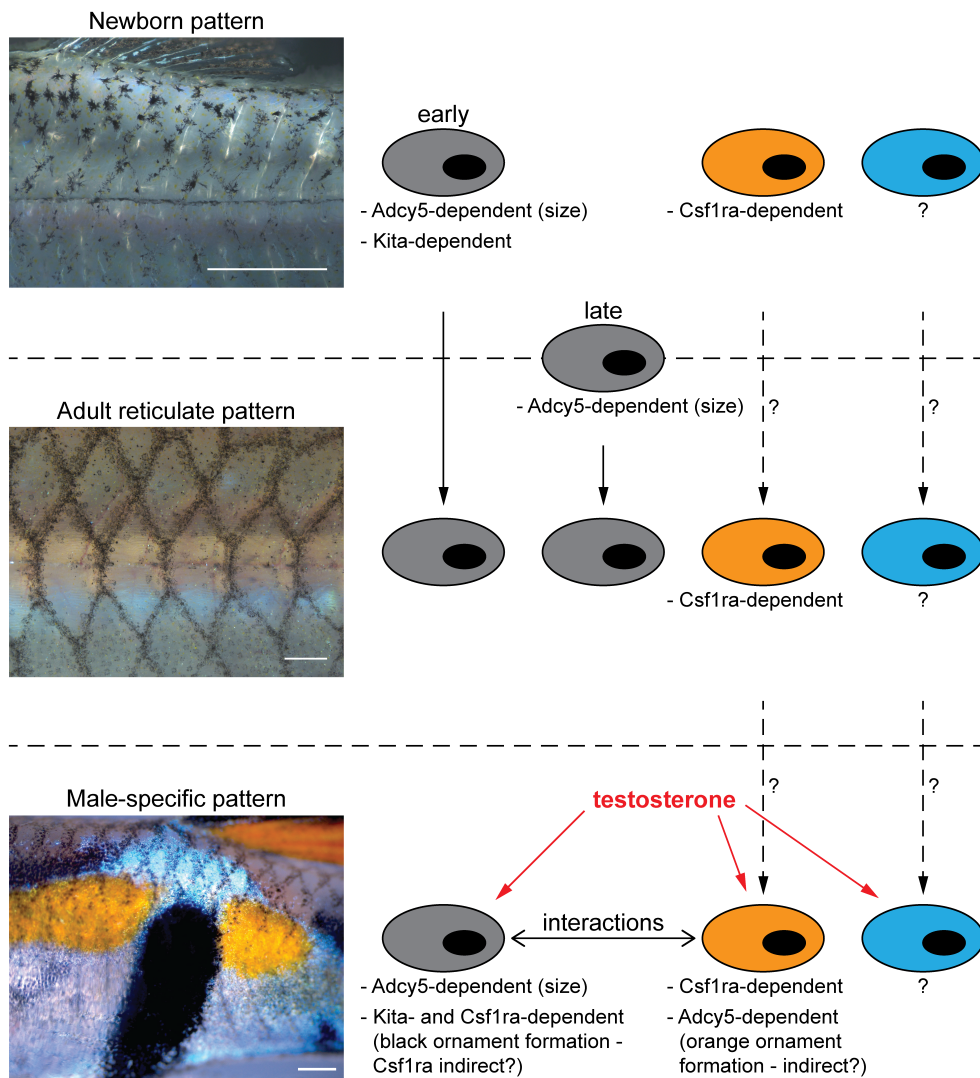 Newborn pattern
early
- Adcy5-dependent (size)
- Kita-dependent
- Csf1ra-dependent
?
late
- Adcy5-dependent (size)
?
?
Adult reticulate pattern
- Csf1ra-dependent
?
?
?
Male-specific pattern
testosterone
interactions
- Adcy5-dependent (size)
- Kita- and Csf1ra-dependent
(black ornament formation -
Csf1ra indirect?)
- Csf1ra-dependent
- Adcy5-dependent
(orange ornament
formation - indirect?)
?